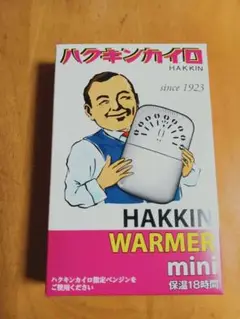 ハクキンカイロ
HAKKIN
since 1923
HAKKIN
WARMER
mini
保温18時間
ハクキンカイロ指定ベンジンを
ご使用ください